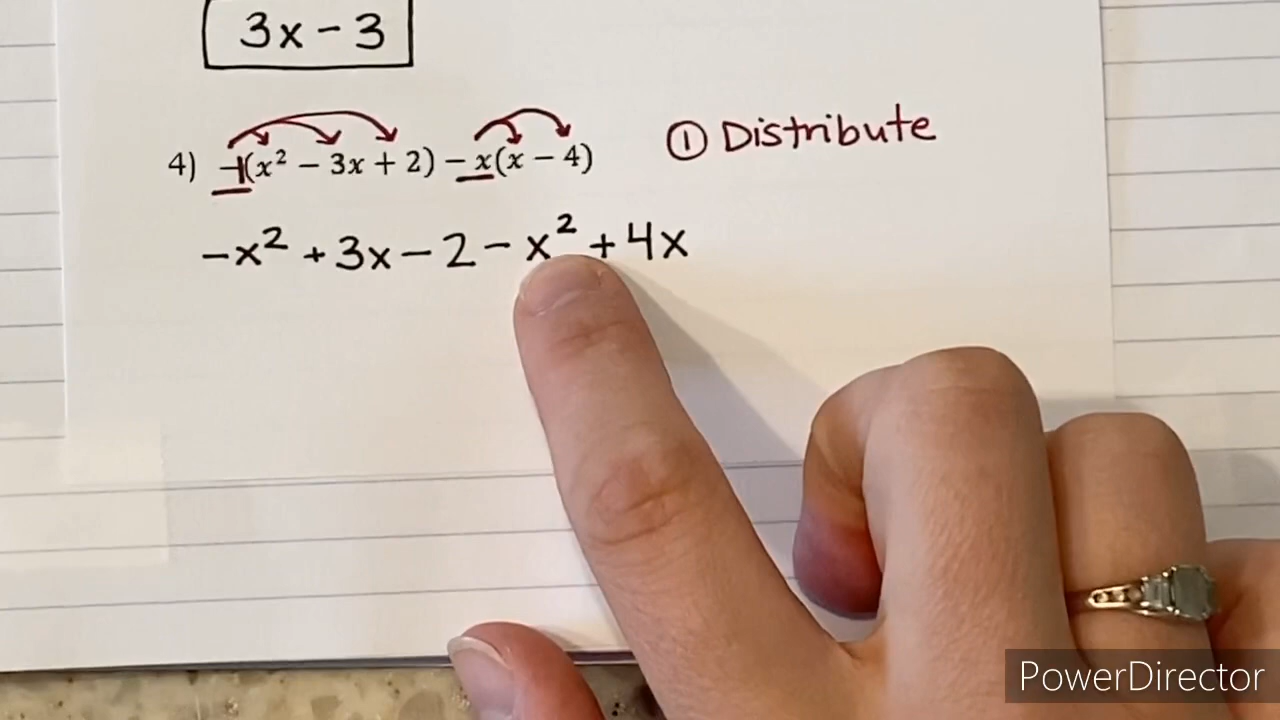 3x - 3
4) -1(x² - 3x + 2) - x(x - 4) ① Distribute
-x² + 3x - 2 - x² + 4x
PowerDirector